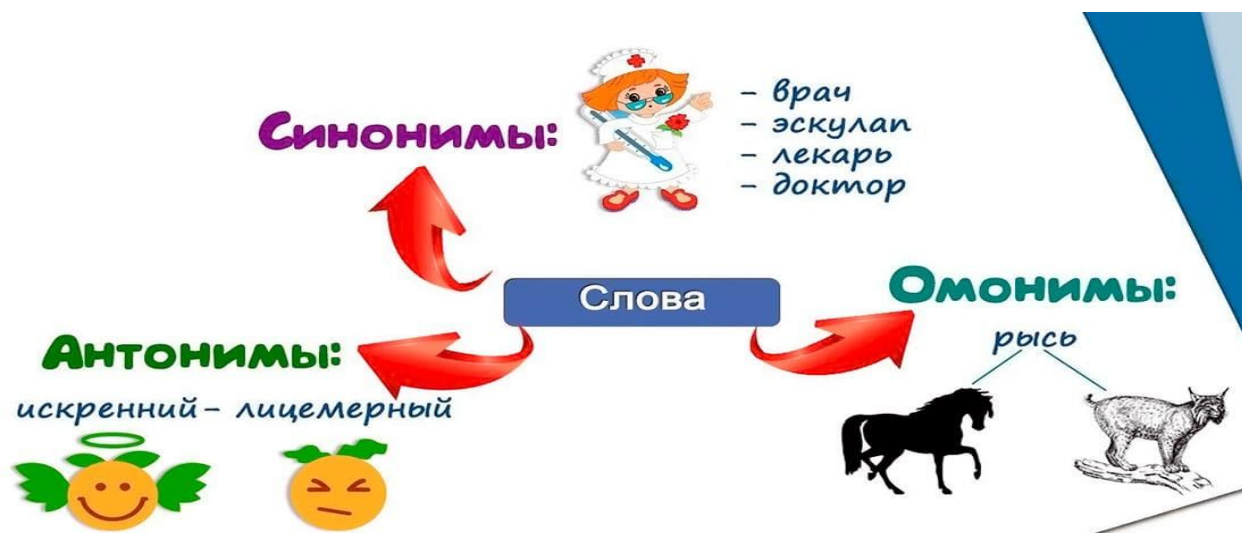 Синонимы:
- врач
- эскулап
- лекарь
- доктор
Слова
Омонимы:
рысь
Антонимы:
искренний - лицемерный